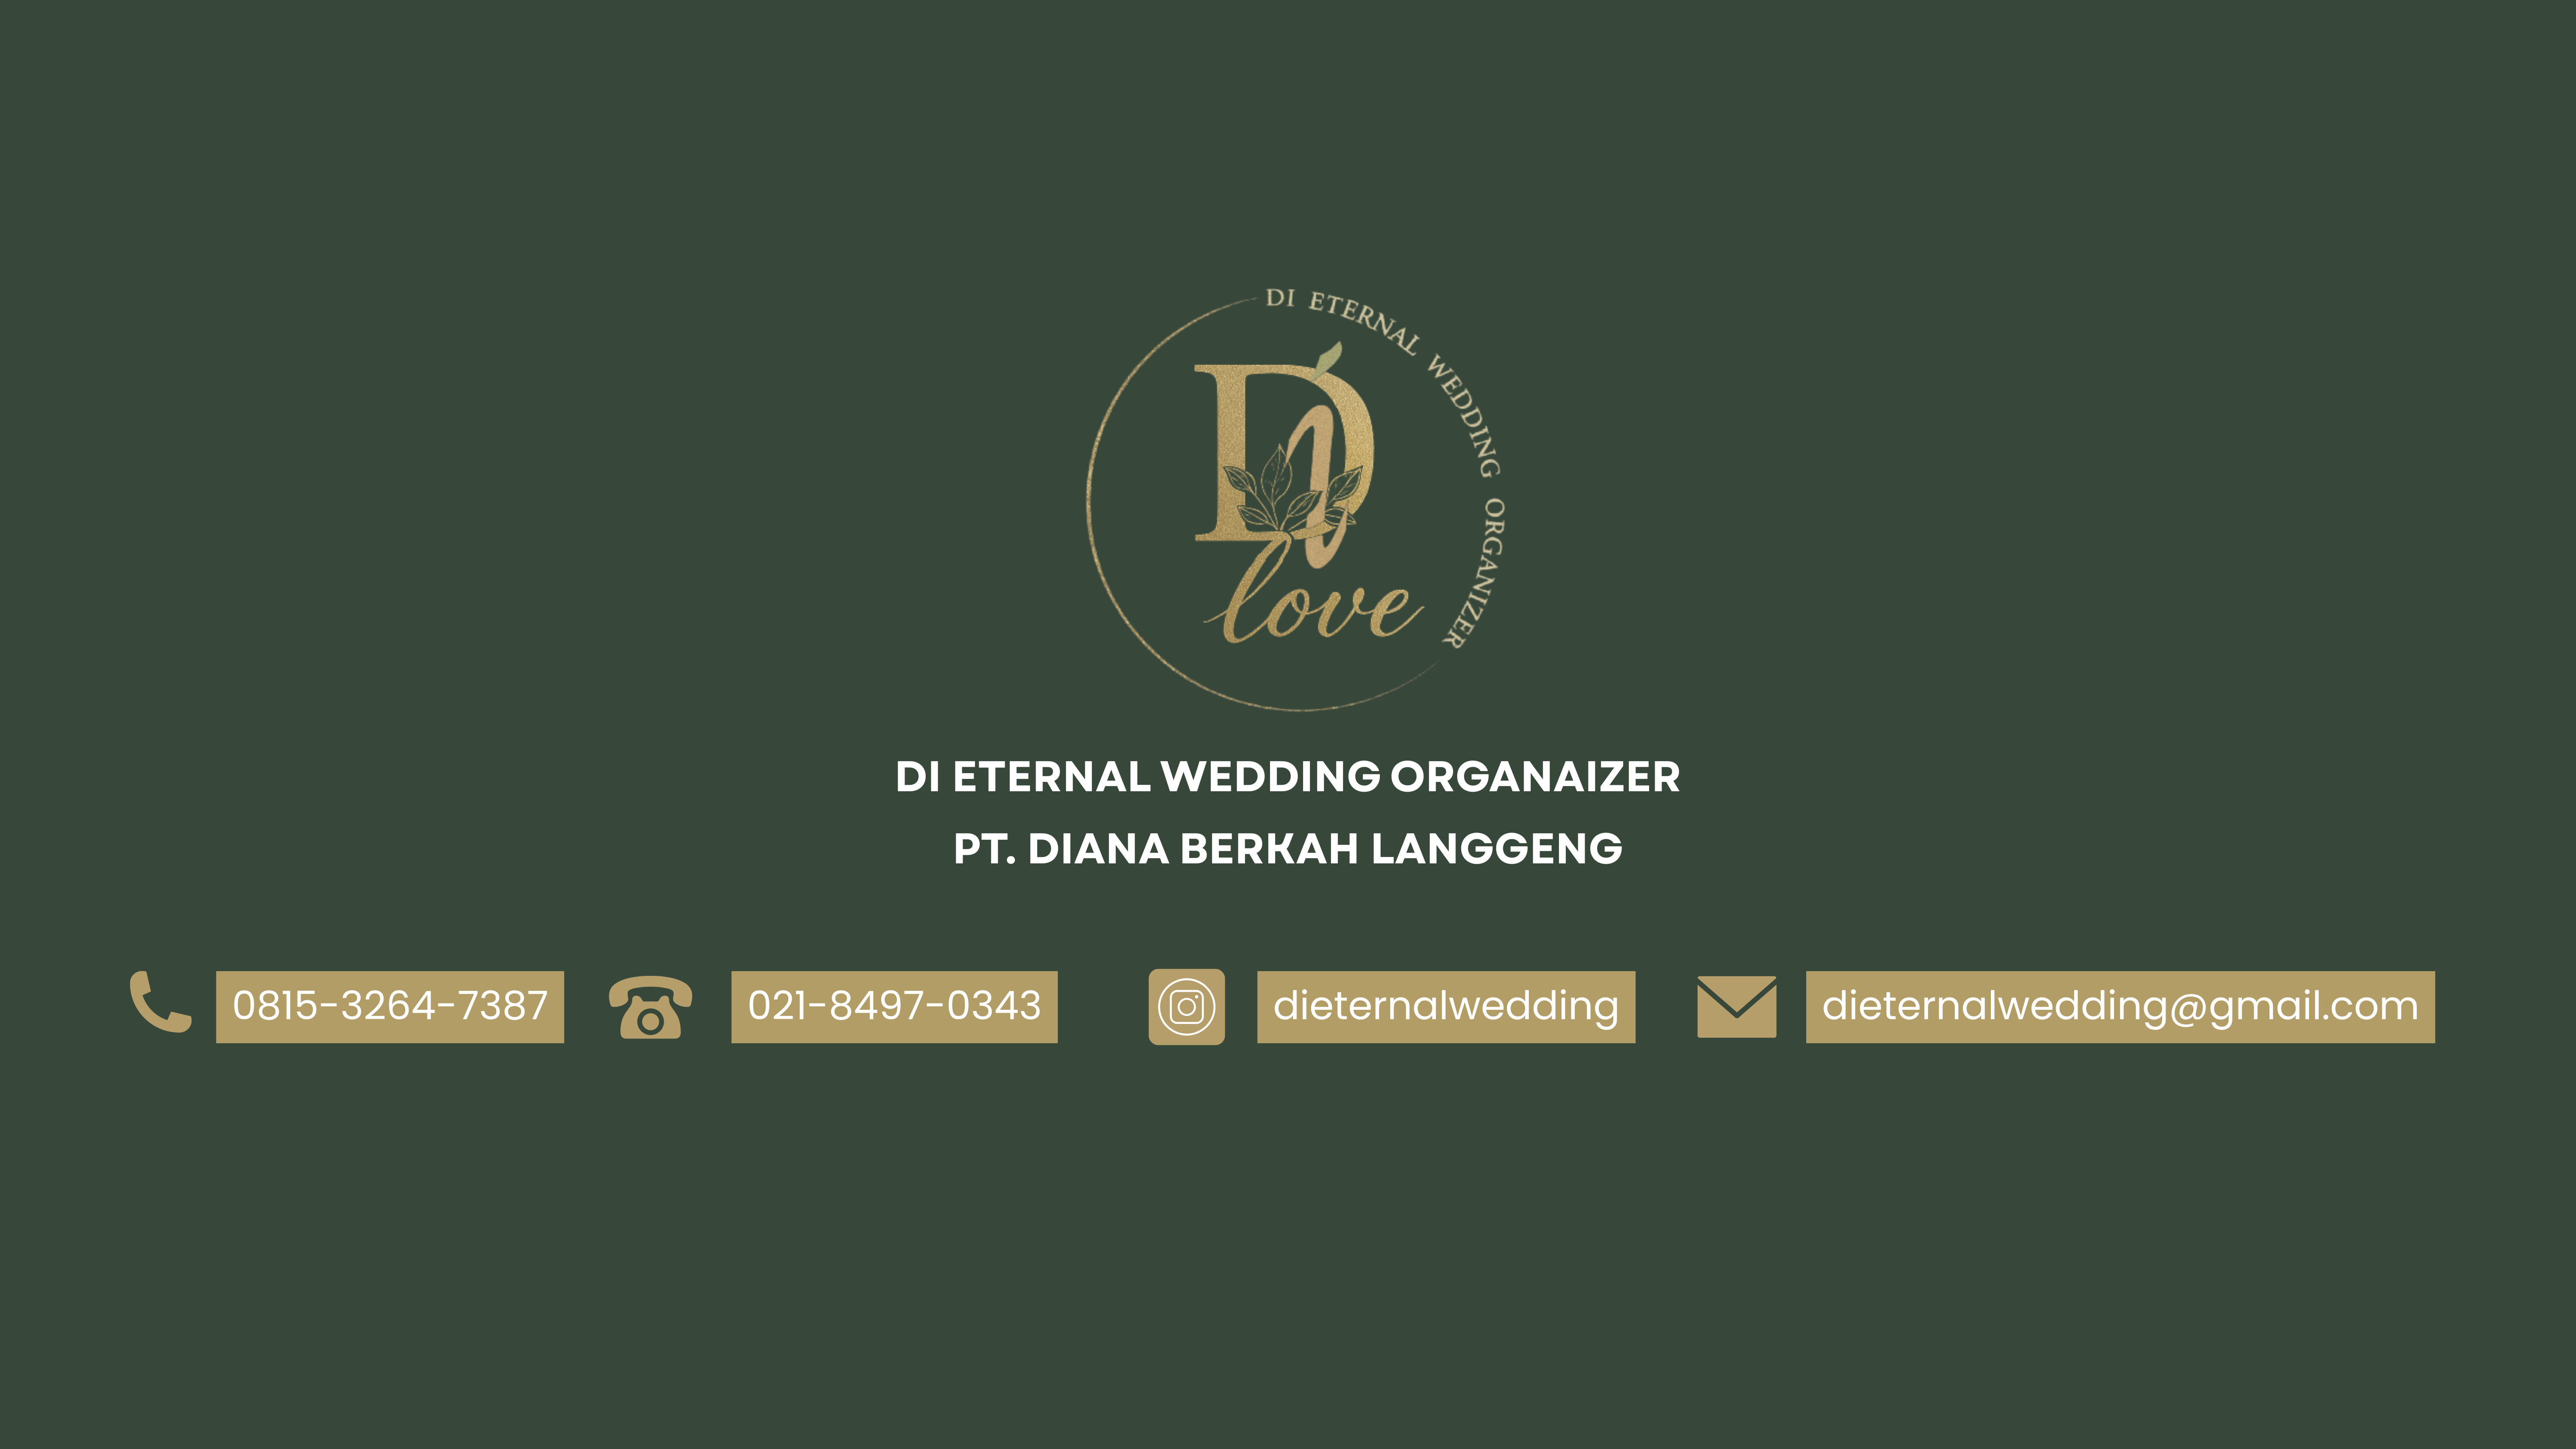 DI ETERNAL WEDDING ORGANIZER
D
love
DI ETERNAL WEDDING ORGANAIZER
PT. DIANA BERKAH LANGGENG
0815-3264-7387
021-8497-0343
dieternalwedding
dieternalwedding@gmail.com